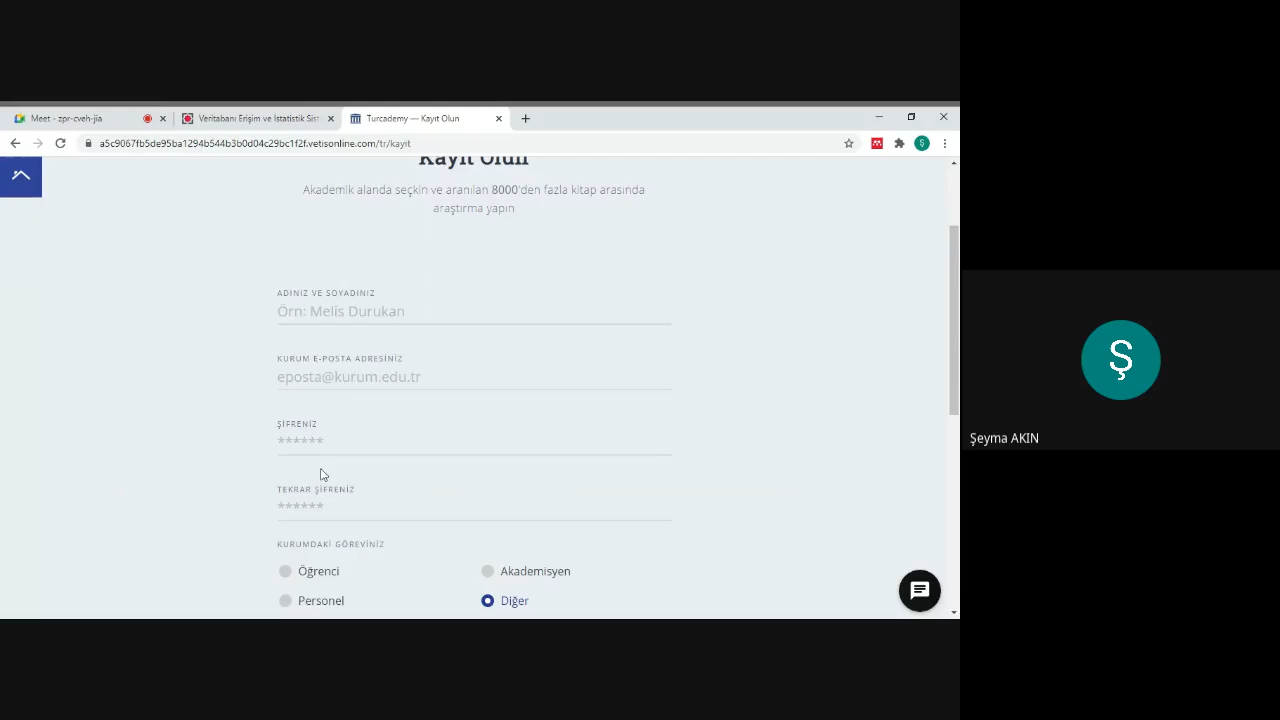 Meet - zpr-cveh-jia
Veritabanı Erişim ve İstatistik Sist
Turcademy — Kayıt Olun
a5c9067fb5de95ba1294b544b3b0d04c29bc1f2f.vetisonline.com/tr/kayit
Ş
Kayıt Olun
Akademik alanda seçkin ve aranılan 8000'den fazla kitap arasında
araştırma yapın
ADINIZ VE SOYADINIZ
Örn: Melis Durukan
KURUM E-POSTA ADRESİNİZ
eposta@kurum.edu.tr
ŞİFRENİZ
******
TEKRAR ŞİFRENİZ
******
KURUMDAKİ GÖREVİNİZ
Öğrenci
Akademisyen
Personel
Diğer
Ş
Şeyma AKIN